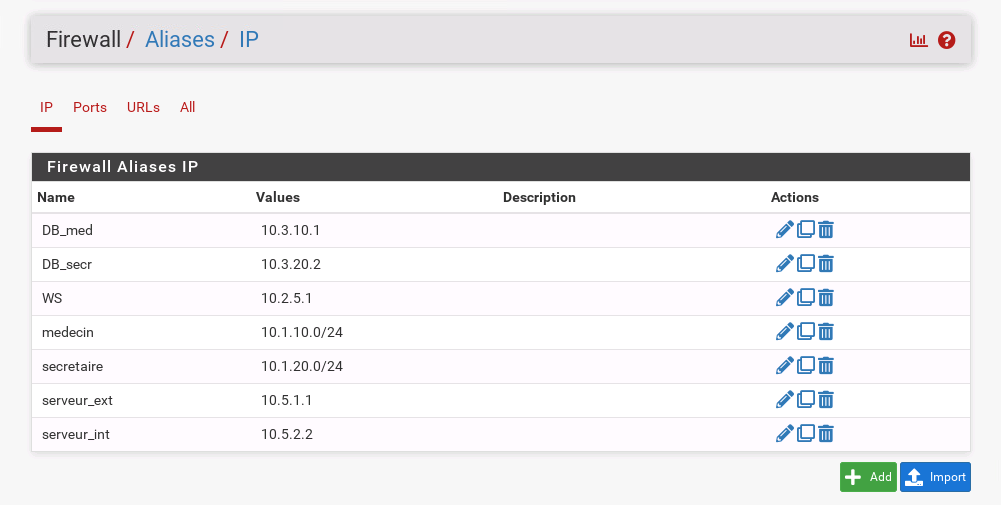 Firewall / Aliases / IP
IP Ports URLs All
Firewall Aliases IP
Name Values Description Actions
DB_med 10.3.10.1
DB_secr 10.3.20.2
WS 10.2.5.1
medecin 10.1.10.0/24
secretaire 10.1.20.0/24
serveur_ext 10.5.1.1
serveur_int 10.5.2.2
Add Import